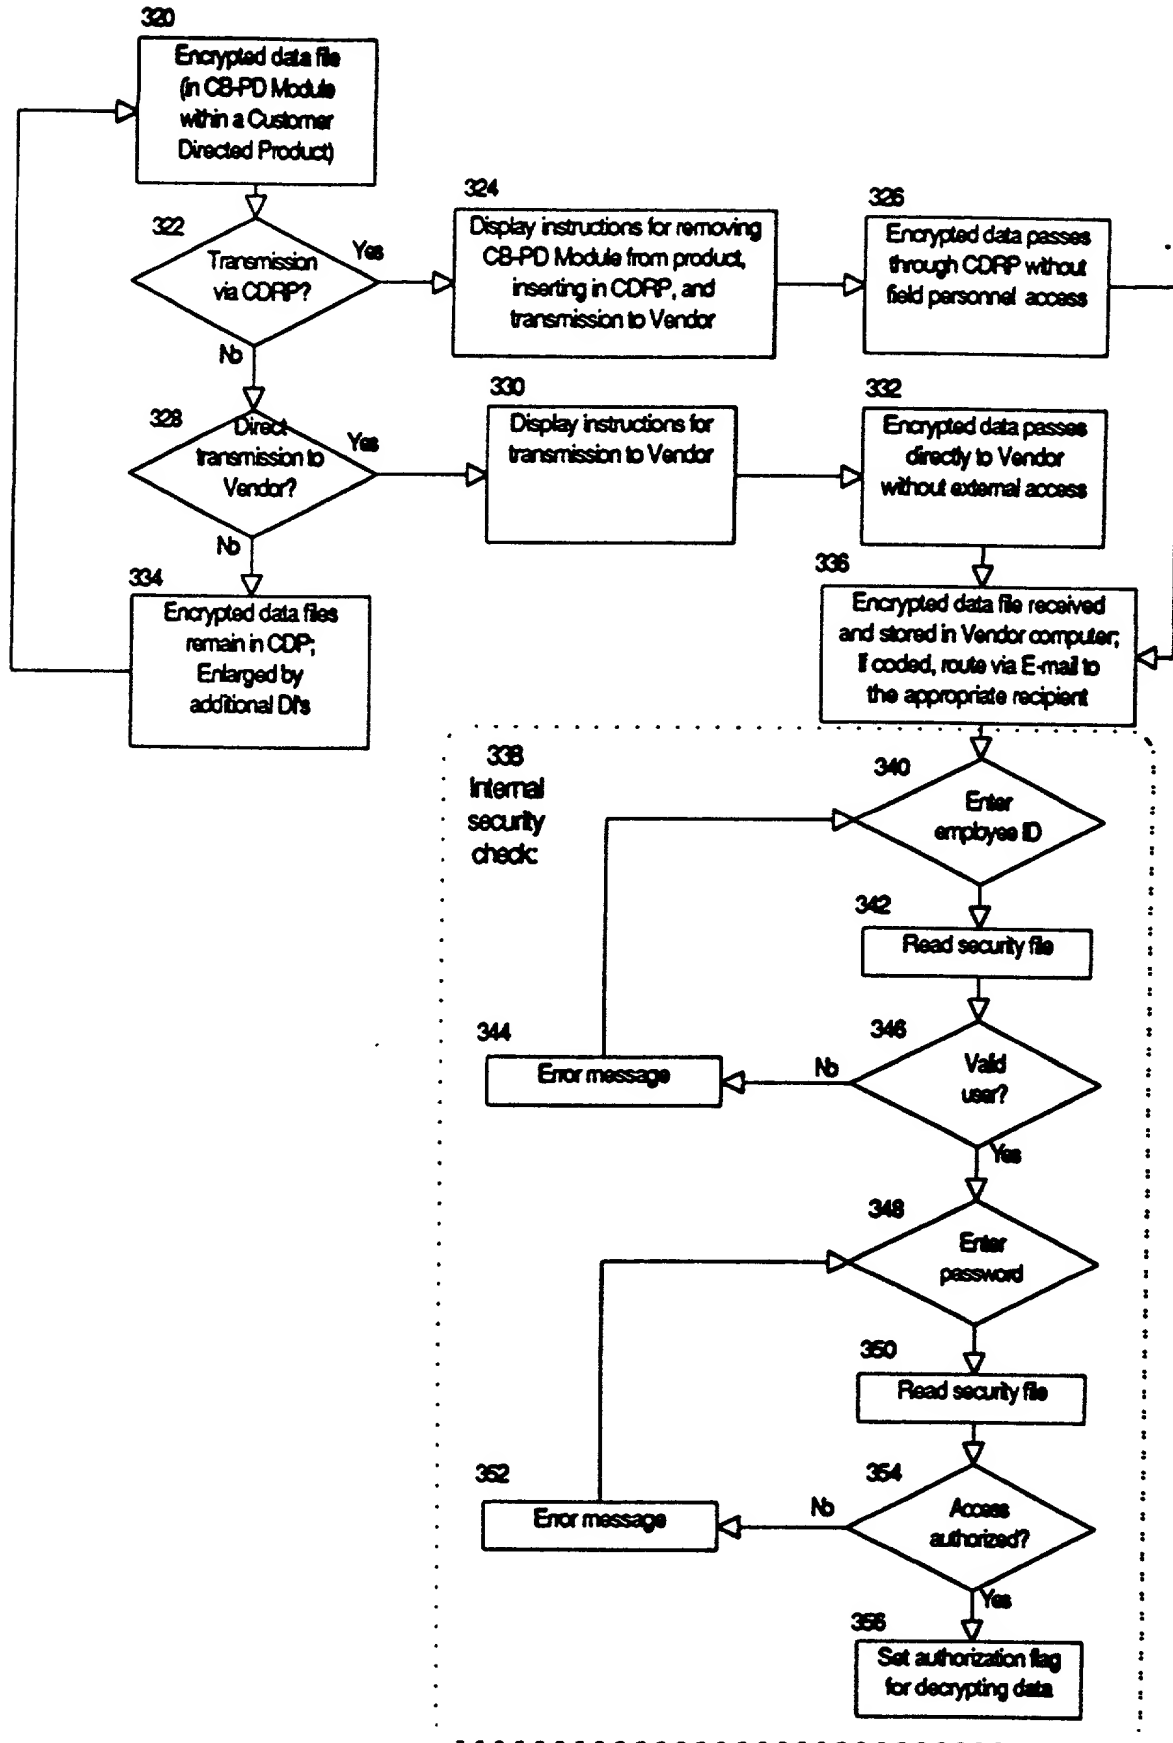 320
Encrypted data file
(in CB-PD Module
within a Customer
Directed Product)
322
Transmission
via CDRP?
Yes
No
324
Display instructions for removing
CB-PD Module from product,
inserting in CDRP, and
transmission to Vendor
326
Encrypted data passes
through CDRP without
field personnel access
328
Direct
transmission to
Vendor?
Yes
No
330
Display instructions for
transmission to Vendor
332
Encrypted data passes
directly to Vendor
without external access
334
Encrypted data files
remain in CDP;
Enlarged by
additional DI's
336
Encrypted data file received
and stored in Vendor computer;
If coded, route via E-mail to
the appropriate recipient
338
Internal
security
check:
340
Enter
employee ID
342
Read security file
344
Error message
346
Valid
user?
No
Yes
348
Enter
password
350
Read security file
352
Error message
354
Access
authorized?
No
Yes
356
Set authorization flag
for decrypting data